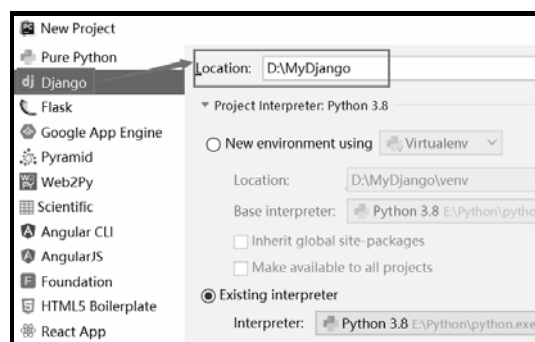 New Project
Pure Python
Django
Flask
Google App Engine
Pyramid
Web2Py
Scientific
Angular CLI
AngularJS
Foundation
HTML5 Boilerplate
React App
Location: D:\MyDjango
Project Interpreter: Python 3.8
New environment using Virtualenv
Location: D:\MyDjango\venv
Base interpreter: Python 3.8 E:\Python\pytho
Inherit global site-packages
Make available to all projects
Existing interpreter
Interpreter: Python 3.8 E:\Python\python.exe